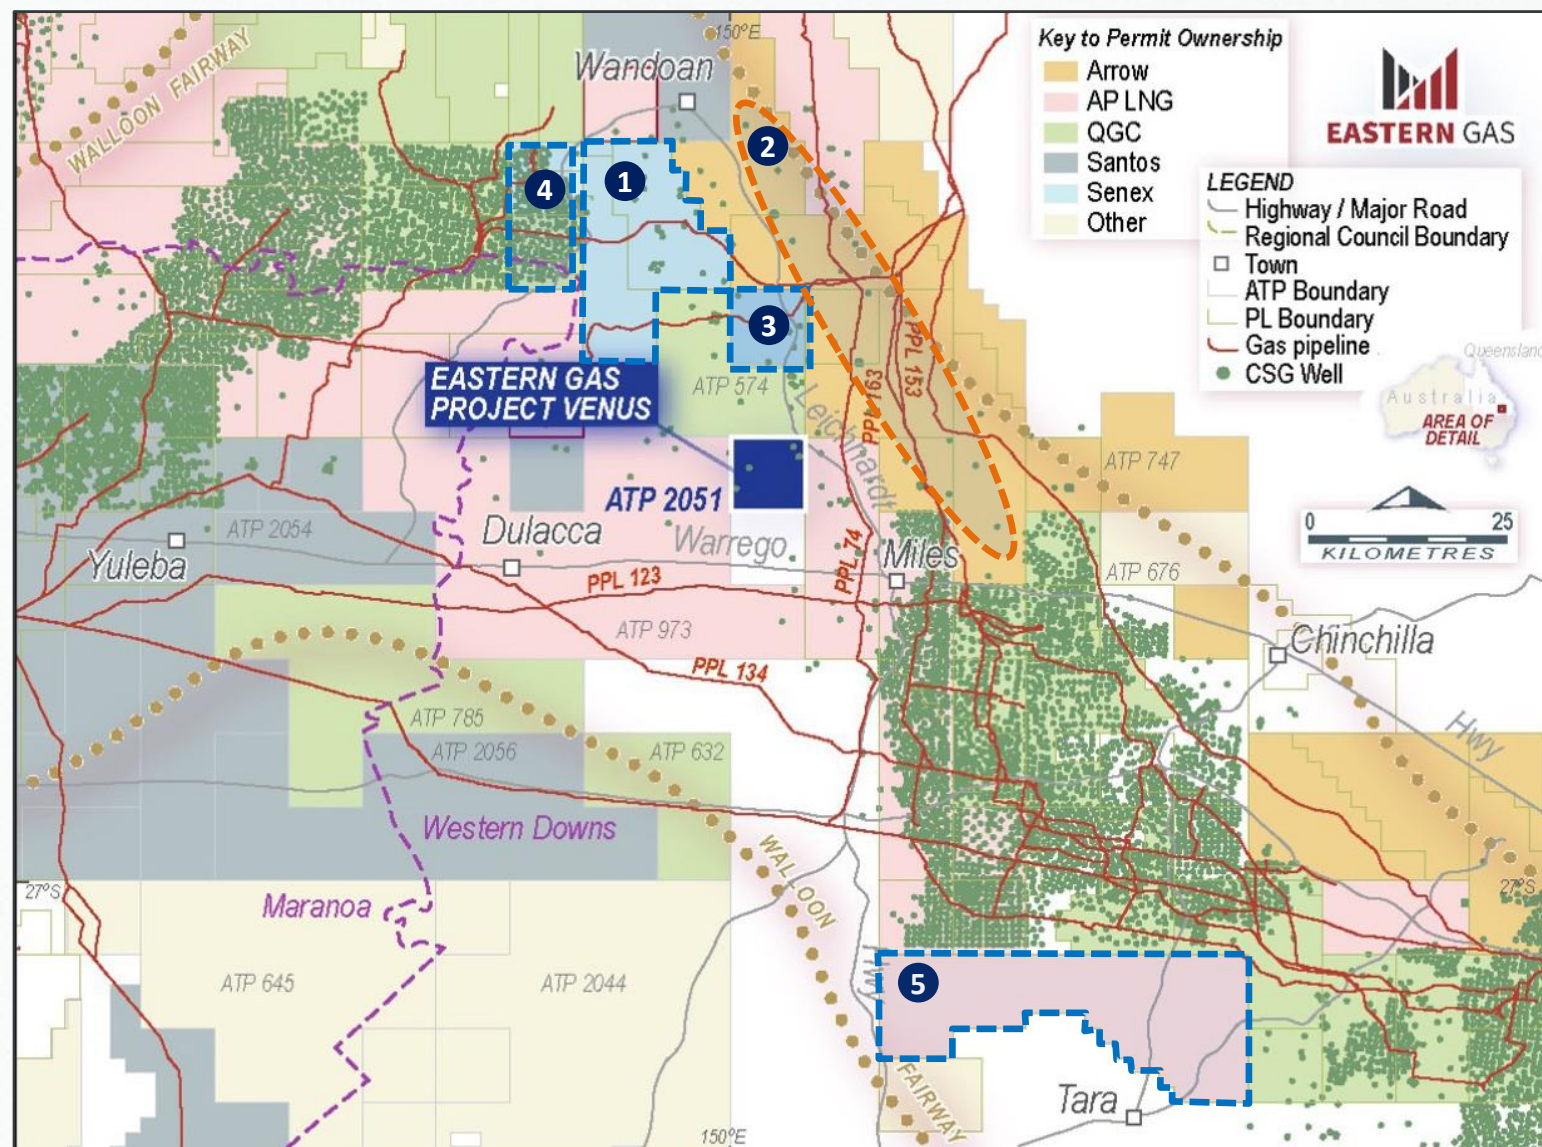 150°E
Wandoan
WALLOON FAIRWAY
Key to Permit Ownership
Arrow
AP LNG
QGC
Santos
Senex
Other
EASTERN GAS
LEGEND
Highway / Major Road
Regional Council Boundary
Town
ATP Boundary
PL Boundary
Gas pipeline
CSG Well
Queensland
Australia
AREA OF
DETAIL
0 25
KILOMETRES
1
2
3
4
EASTERN GAS
PROJECT VENUS
ATP 574
Leichhardt
PPL 163
PPL 153
ATP 747
ATP 2051
Warrego
ATP 2054
Yuleba
Dulacca
PPL 74
Miles
ATP 676
PPL 123
ATP 973
PPL 134
Chinchilla
Hwy
ATP 785
ATP 2056
ATP 632
Western Downs
WALLOON
FAIRWAY
27°S
27°S
Maranoa
ATP 645
ATP 2044
Hwy
5
Tara
150°E